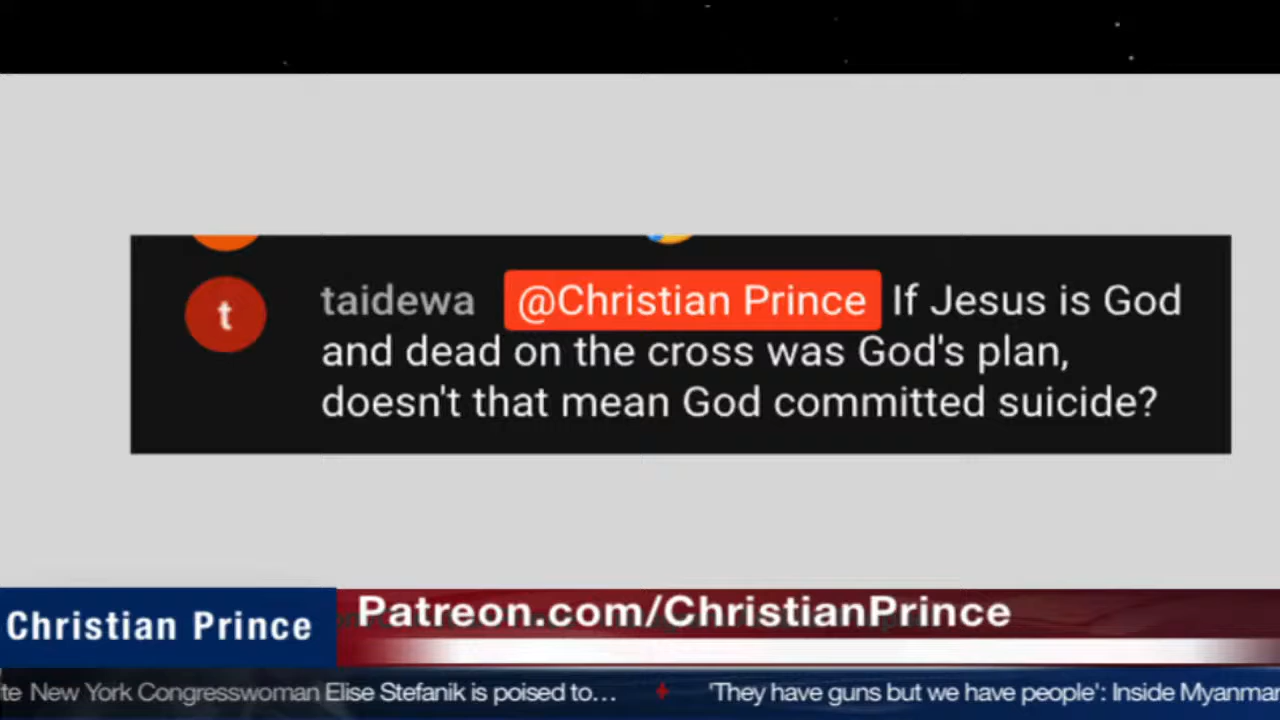 t
taidewa @Christian Prince If Jesus is God
and dead on the cross was God's plan,
doesn't that mean God committed suicide?
Christian Prince
Patreon.com/ChristianPrince
te New York Congresswoman Elise Stefanik is poised to… 'They have guns but we have people': Inside Myanmar